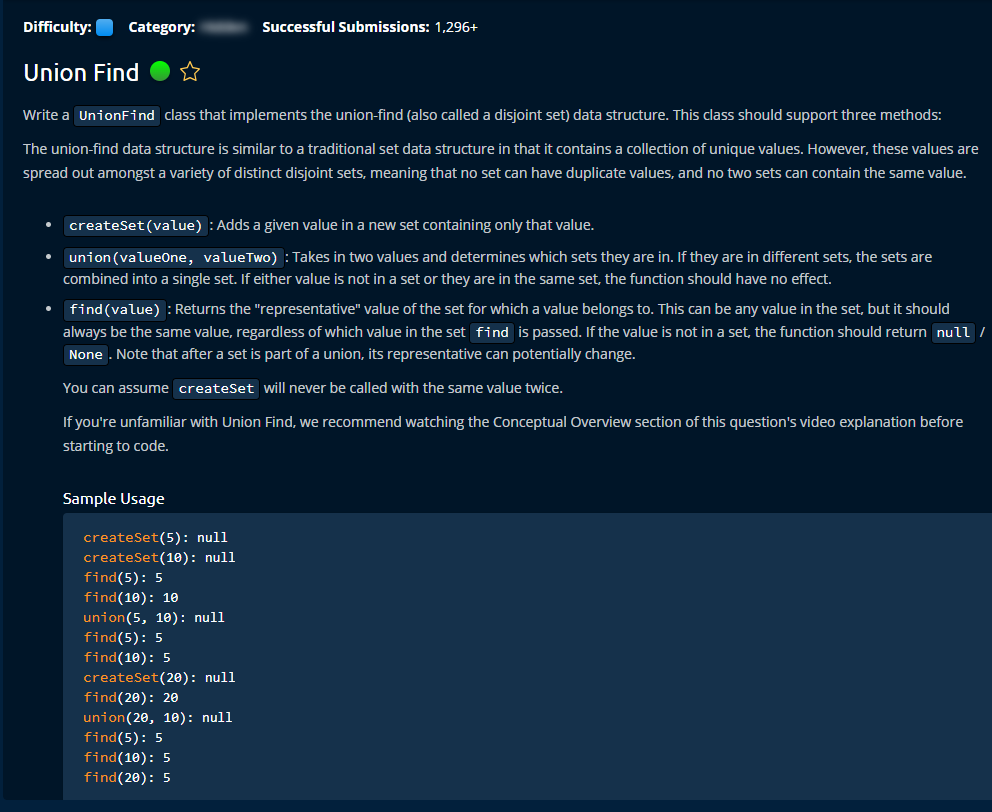 Difficulty: Category: Successful Submissions: 1,296+
Union Find
Write a UnionFind class that implements the union-find (also called a disjoint set) data structure. This class should support three methods:
The union-find data structure is similar to a traditional set data structure in that it contains a collection of unique values. However, these values are
spread out amongst a variety of distinct disjoint sets, meaning that no set can have duplicate values, and no two sets can contain the same value.
• createSet(value) : Adds a given value in a new set containing only that value.
• union(valueOne, valueTwo) : Takes in two values and determines which sets they are in. If they are in different sets, the sets are
combined into a single set. If either value is not in a set or they are in the same set, the function should have no effect.
• find(value) : Returns the "representative" value of the set for which a value belongs to. This can be any value in the set, but it should
always be the same value, regardless of which value in the set find is passed. If the value is not in a set, the function should return null /
None . Note that after a set is part of a union, its representative can potentially change.
You can assume createSet will never be called with the same value twice.
If you're unfamiliar with Union Find, we recommend watching the Conceptual Overview section of this question's video explanation before
starting to code.
Sample Usage
createSet(5): null
createSet(10): null
find(5): 5
find(10): 10
union(5, 10): null
find(5): 5
find(10): 5
createSet(20): null
find(20): 20
union(20, 10): null
find(5): 5
find(10): 5
find(20): 5